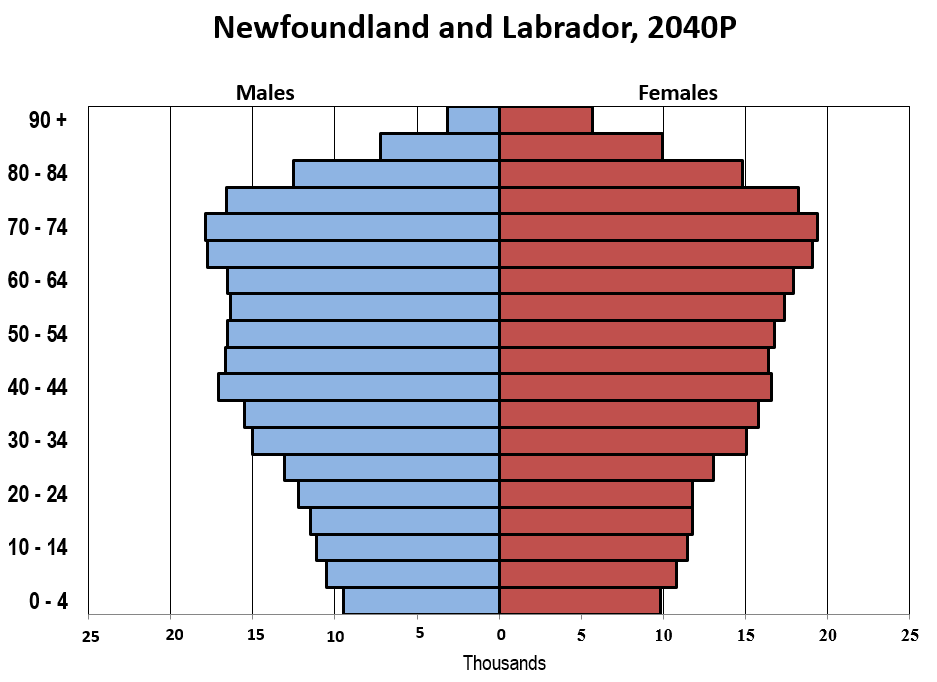 Newfoundland and Labrador, 2040P
Males Females
90 +
80 - 84
70 - 74
60 - 64
50 - 54
40 - 44
30 - 34
20 - 24
10 - 14
0 - 4
25 20 15 10 5 0 5 10 15 20 25
Thousands